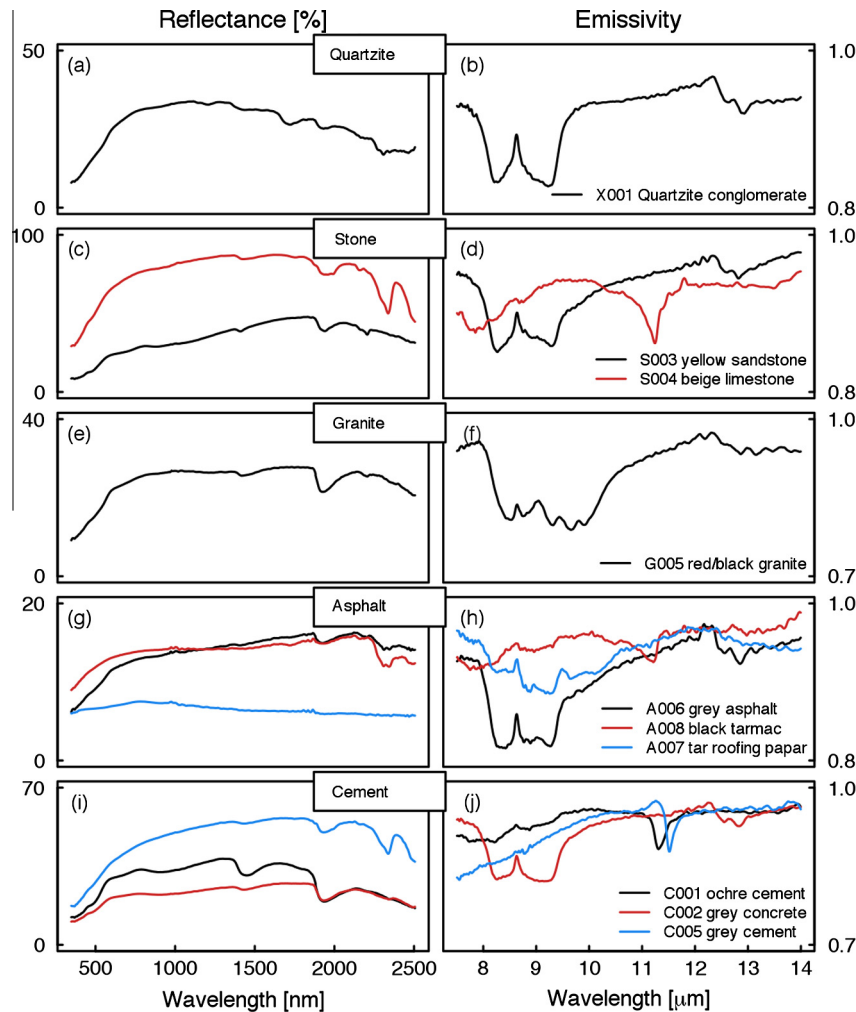 Reflectance [%] Emissivity
50 (a) Quartzite (b) 1.0
X001 Quartzite conglomerate
0 0.8
100 (c) Stone (d) 1.0
S003 yellow sandstone
S004 beige limestone
0 0.8
40 (e) Granite (f) 1.0
G005 red/black granite
0 0.7
20 (g) Asphalt (h) 1.0
A006 grey asphalt
A008 black tarmac
A007 tar roofing papar
0 0.8
70 (i) Cement (j) 1.0
C001 ochre cement
C002 grey concrete
C005 grey cement
0 0.7
500 1000 1500 2000 2500 8 9 10 11 12 13 14
Wavelength [nm] Wavelength [μm]